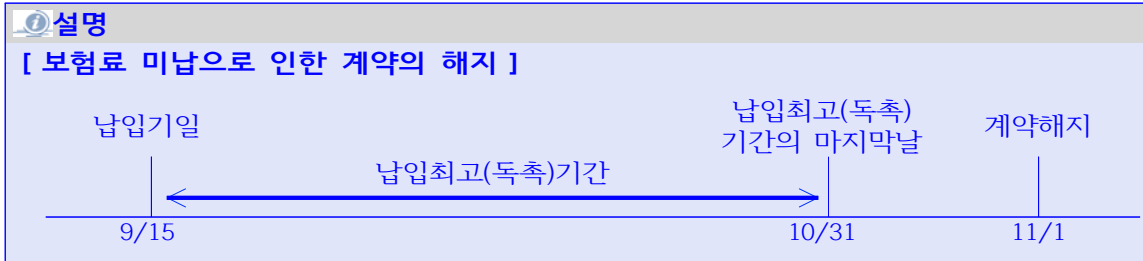 설명
[ 보험료 미납으로 인한 계약의 해지 ]
납입기일
납입최고(독촉)
기간의 마지막날
계약해지
납입최고(독촉)기간
9/15
10/31
11/1